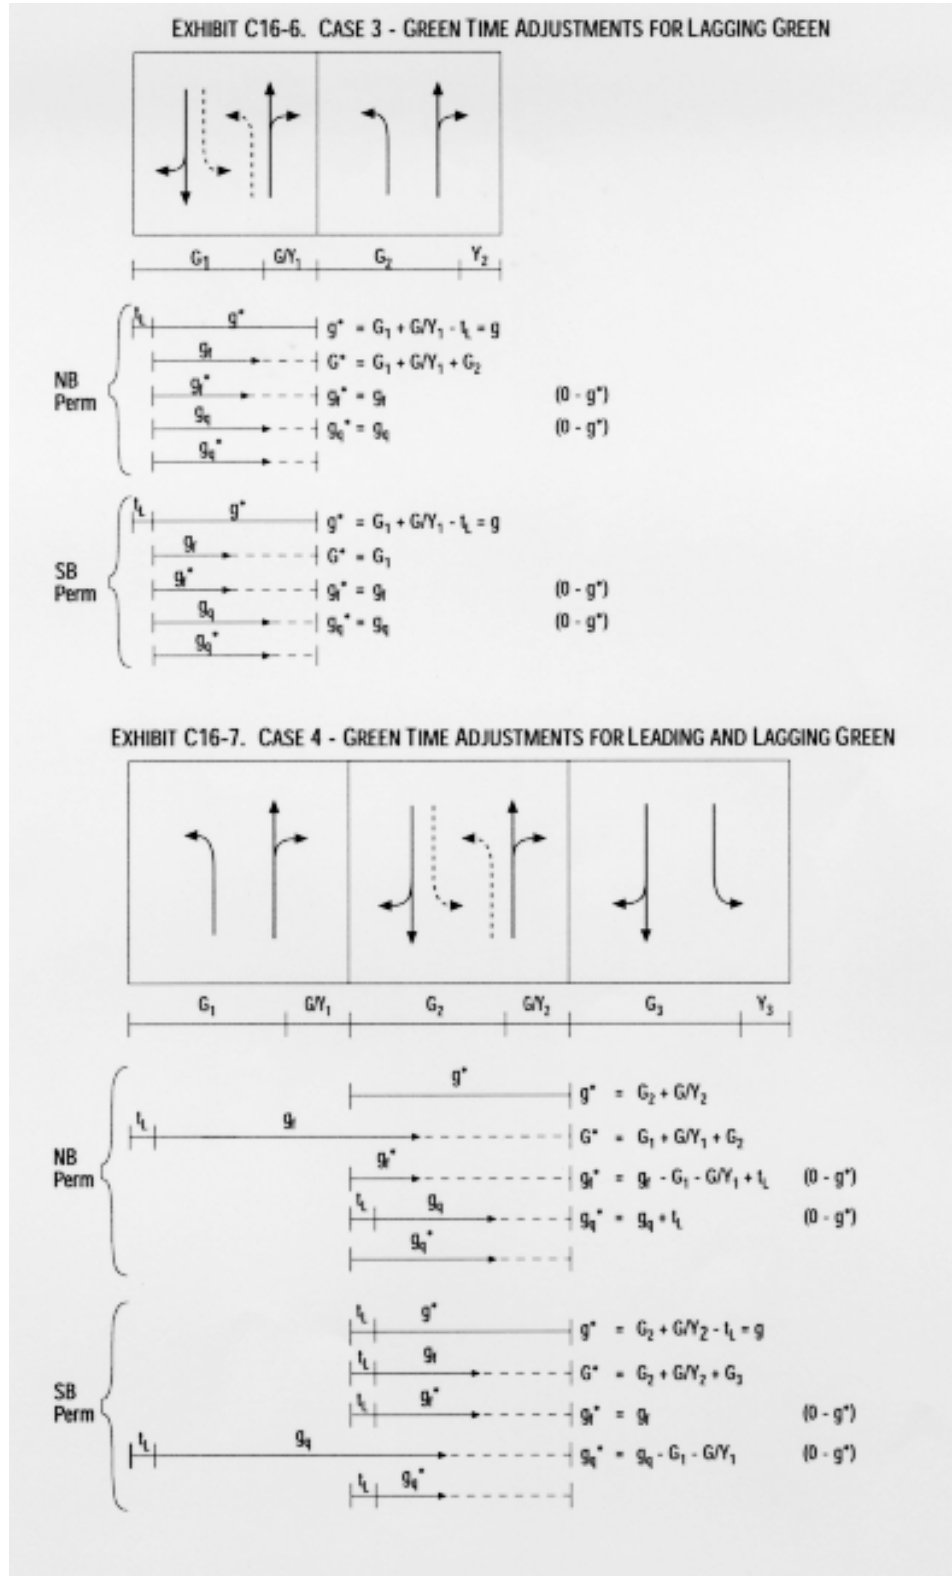 EXHIBIT C16-6. CASE 3 - GREEN TIME ADJUSTMENTS FOR LAGGING GREEN
G₁ G/Y₁ G₂ Y₂
NB Perm
tL g*
g* = G₁ + G/Y₁ - tL = g
gf
G* = G₁ + G/Y₁ + G₂
gf*
gf* = gf (0 - g*)
gq
gq* = gq (0 - g*)
gq*
SB Perm
tL g*
g* = G₁ + G/Y₁ - tL = g
gf
G* = G₁
gf*
gf* = gf (0 - g*)
gq
gq* = gq (0 - g*)
gq*
EXHIBIT C16-7. CASE 4 - GREEN TIME ADJUSTMENTS FOR LEADING AND LAGGING GREEN
G₁ G/Y₁ G₂ G/Y₂ G₃ Y₃
NB Perm
g*
g* = G₂ + G/Y₂
tL gf
G* = G₁ + G/Y₁ + G₂
gf*
gf* = gf - G₁ - G/Y₁ + tL (0 - g*)
tL gq
gq* = gq + tL (0 - g*)
gq*
SB Perm
tL g*
g* = G₂ + G/Y₂ - tL = g
tL gf
G* = G₂ + G/Y₂ + G₃
tL gf*
gf* = gf (0 - g*)
tL gq
gq* = gq - G₁ - G/Y₁ (0 - g*)
tL gq*